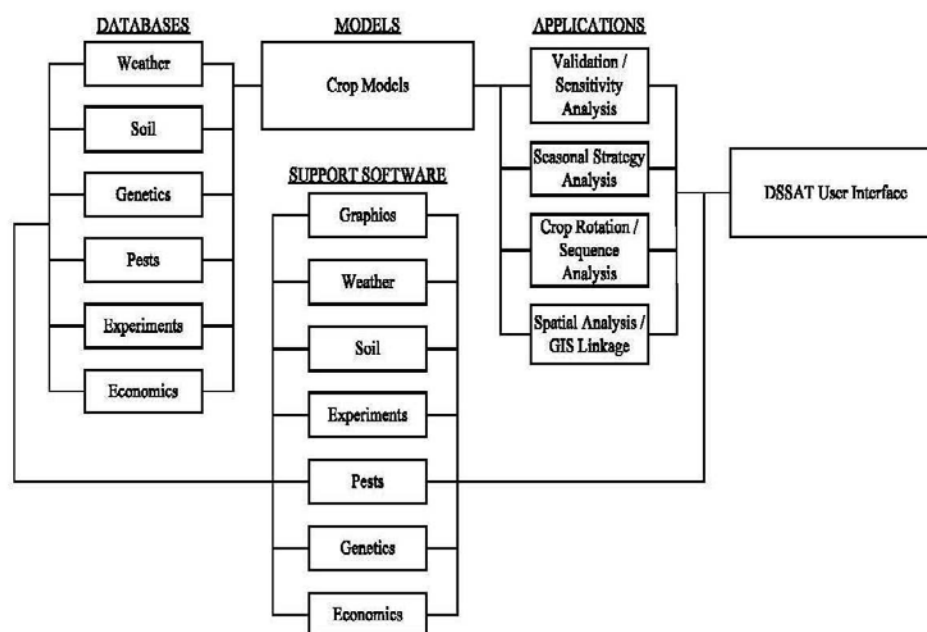 DATABASES
Weather
Soil
Genetics
Pests
Experiments
Economics
MODELS
Crop Models
SUPPORT SOFTWARE
Graphics
Weather
Soil
Experiments
Pests
Genetics
Economics
APPLICATIONS
Validation /
Sensitivity
Analysis
Seasonal Strategy
Analysis
Crop Rotation /
Sequence
Analysis
Spatial Analysis /
GIS Linkage
DSSAT User Interface